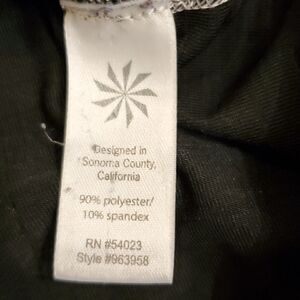 Designed in
Sonoma County,
California
90% polyester/
10% spandex
RN #54023
Style #963958